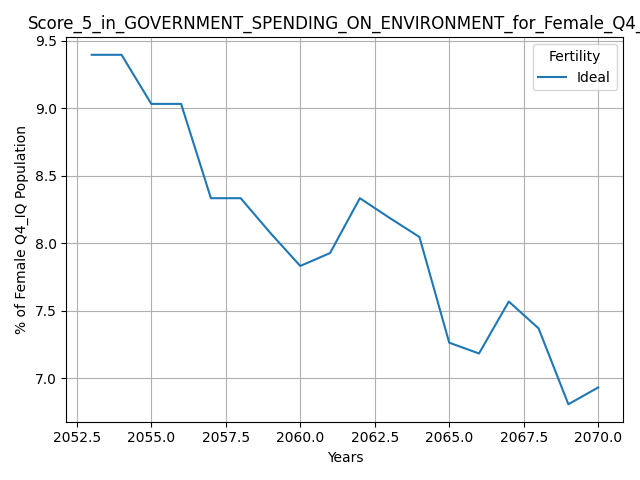 Score_5_in_GOVERNMENT_SPENDING_ON_ENVIRONMENT_for_Female_Q4_
Fertility
Ideal
9.5
9.0
8.5
8.0
7.5
7.0
% of Female Q4_IQ Population
2052.5 2055.0 2057.5 2060.0 2062.5 2065.0 2067.5 2070.0
Years